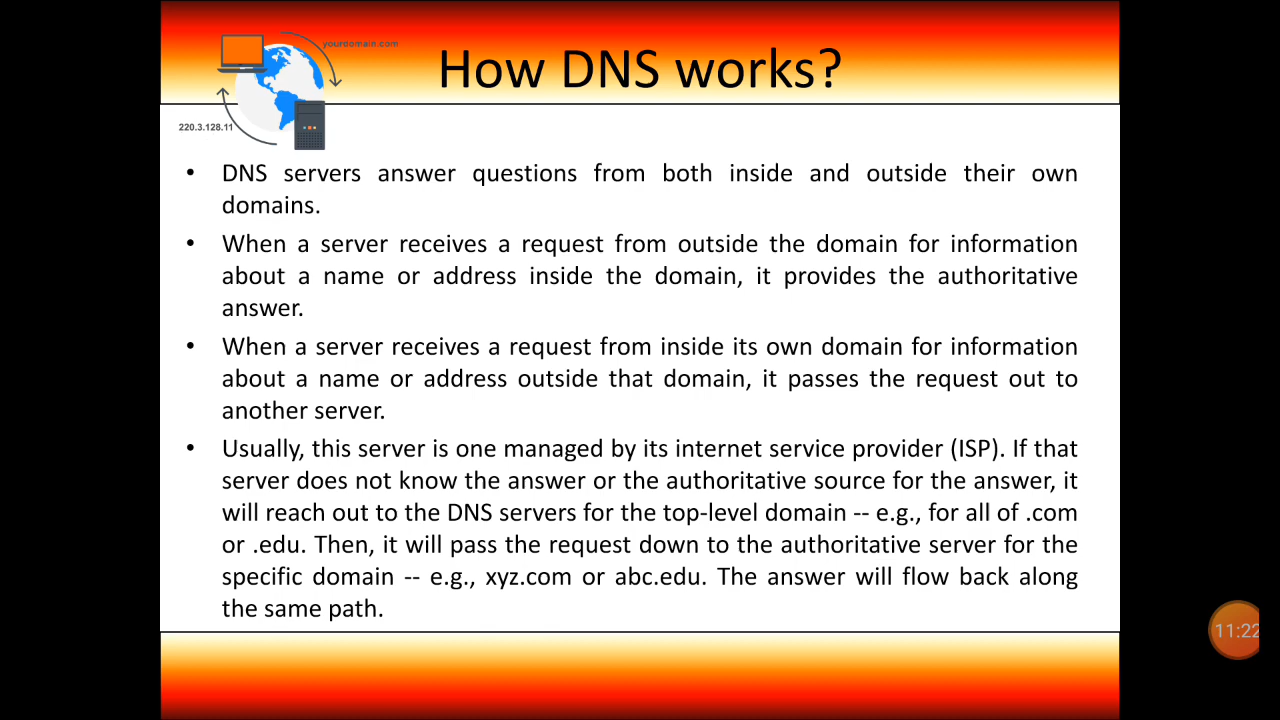 yourdomain.com
How DNS works?
220.3.128.11
• DNS servers answer questions from both inside and outside their own
domains.
• When a server receives a request from outside the domain for information
about a name or address inside the domain, it provides the authoritative
answer.
• When a server receives a request from inside its own domain for information
about a name or address outside that domain, it passes the request out to
another server.
• Usually, this server is one managed by its internet service provider (ISP). If that
server does not know the answer or the authoritative source for the answer, it
will reach out to the DNS servers for the top-level domain -- e.g., for all of .com
or .edu. Then, it will pass the request down to the authoritative server for the
specific domain -- e.g., xyz.com or abc.edu. The answer will flow back along
the same path.
11:22